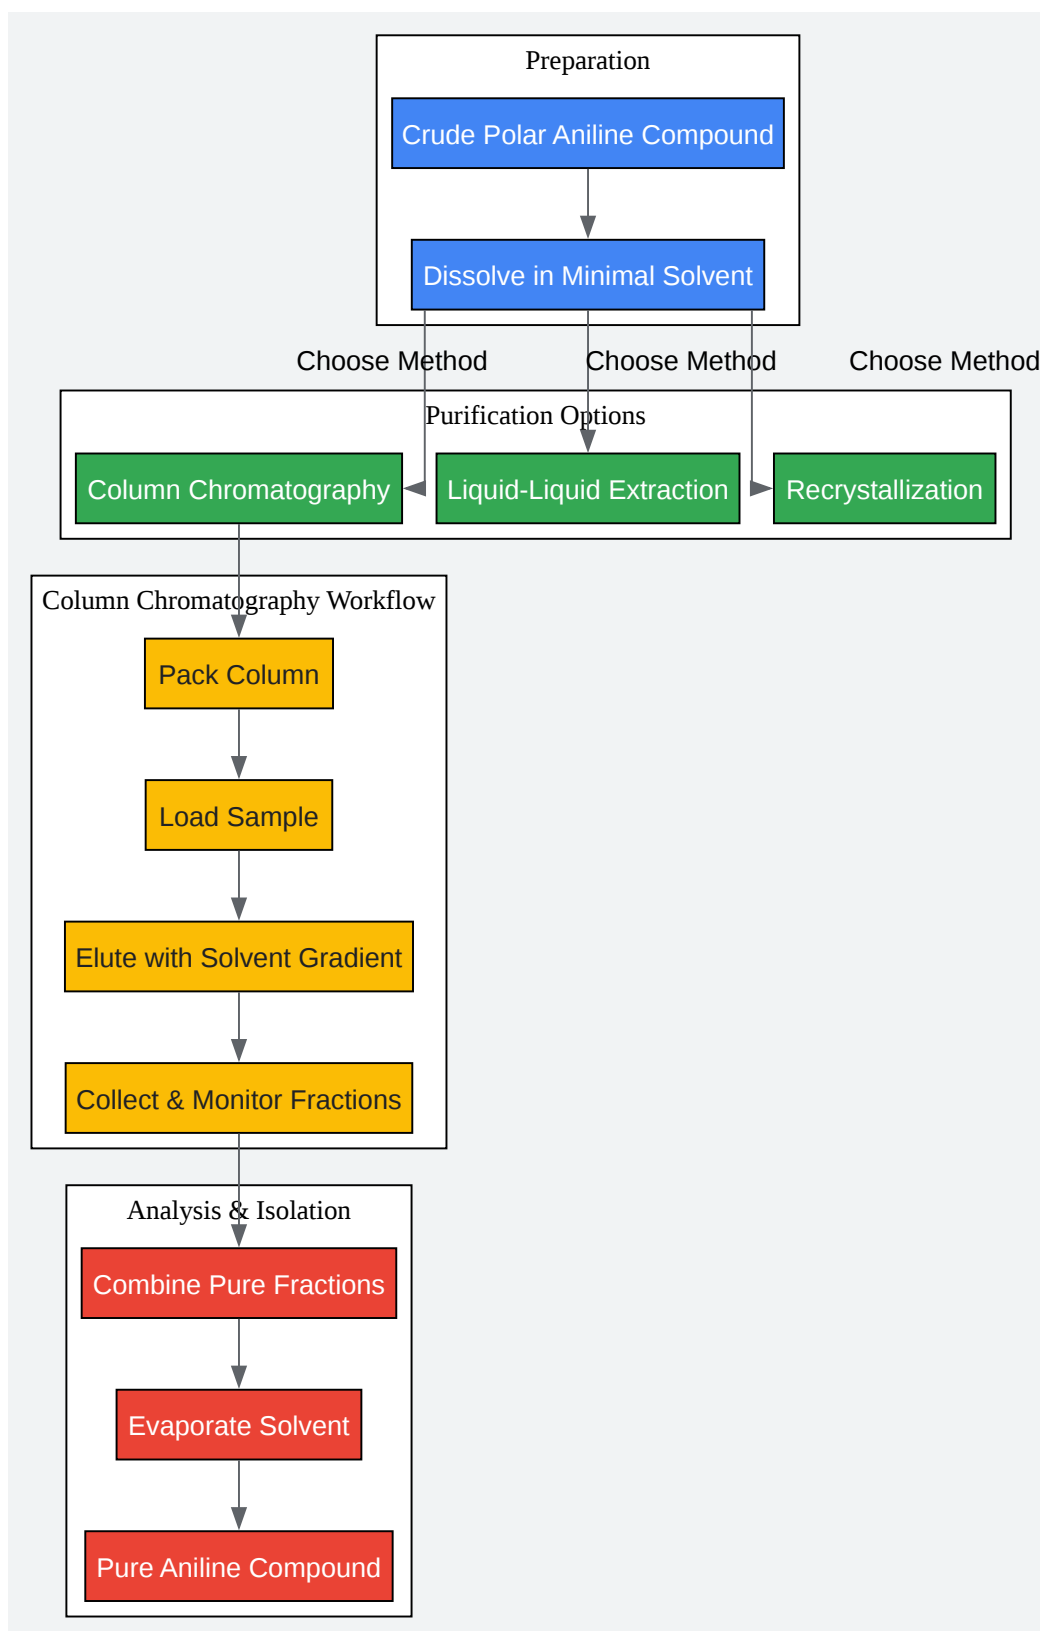 Preparation
Crude Polar Aniline Compound
Dissolve in Minimal Solvent
Choose Method
Choose Method
Choose Method
Purification Options
Column Chromatography
Liquid-Liquid Extraction
Recrystallization
Column Chromatography Workflow
Pack Column
Load Sample
Elute with Solvent Gradient
Collect & Monitor Fractions
Analysis & Isolation
Combine Pure Fractions
Evaporate Solvent
Pure Aniline Compound